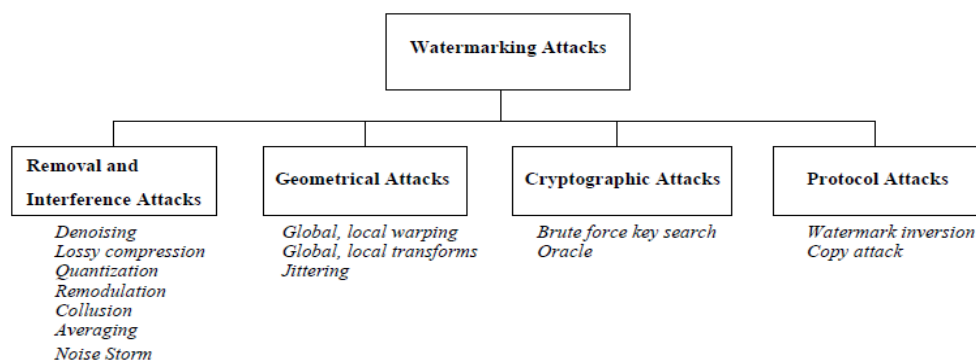 Watermarking Attacks
Removal and
Interference Attacks
Denoising
Lossy compression
Quantization
Remodulation
Collusion
Averaging
Noise Storm
Geometrical Attacks
Global, local warping
Global, local transforms
Jittering
Cryptographic Attacks
Brute force key search
Oracle
Protocol Attacks
Watermark inversion
Copy attack